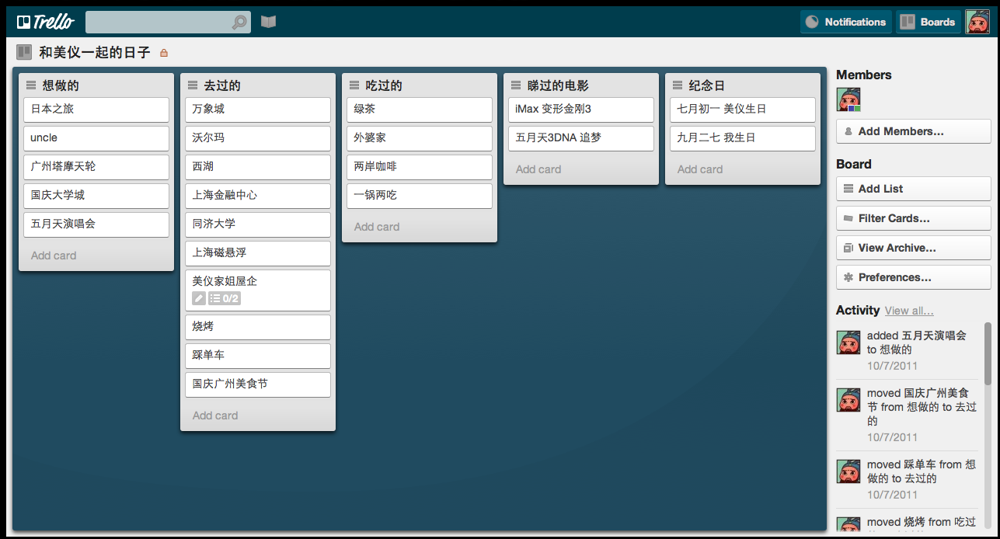 Trello
Notifications
Boards
和美仪一起的日子
想做的
日本之旅
uncle
广州塔摩天轮
国庆大学城
五月天演唱会
Add card
去过的
万象城
沃尔玛
西湖
上海金融中心
同济大学
上海磁悬浮
美仪家姐屋企
0/2
烧烤
踩单车
国庆广州美食节
Add card
吃过的
绿茶
外婆家
两岸咖啡
一锅两吃
Add card
睇过的电影
iMax 变形金刚3
五月天3DNA 追梦
Add card
纪念日
七月初一 美仪生日
九月二七 我生日
Add card
Members
Add Members...
Board
Add List
Filter Cards...
View Archive...
Preferences...
Activity View all...
added 五月天演唱会
to 想做的
10/7/2011
moved 国庆广州美食
节 from 想做的 to 去过
的
10/7/2011
moved 踩单车 from 想
做的 to 去过的
10/7/2011
moved 烧烤 from 吃过